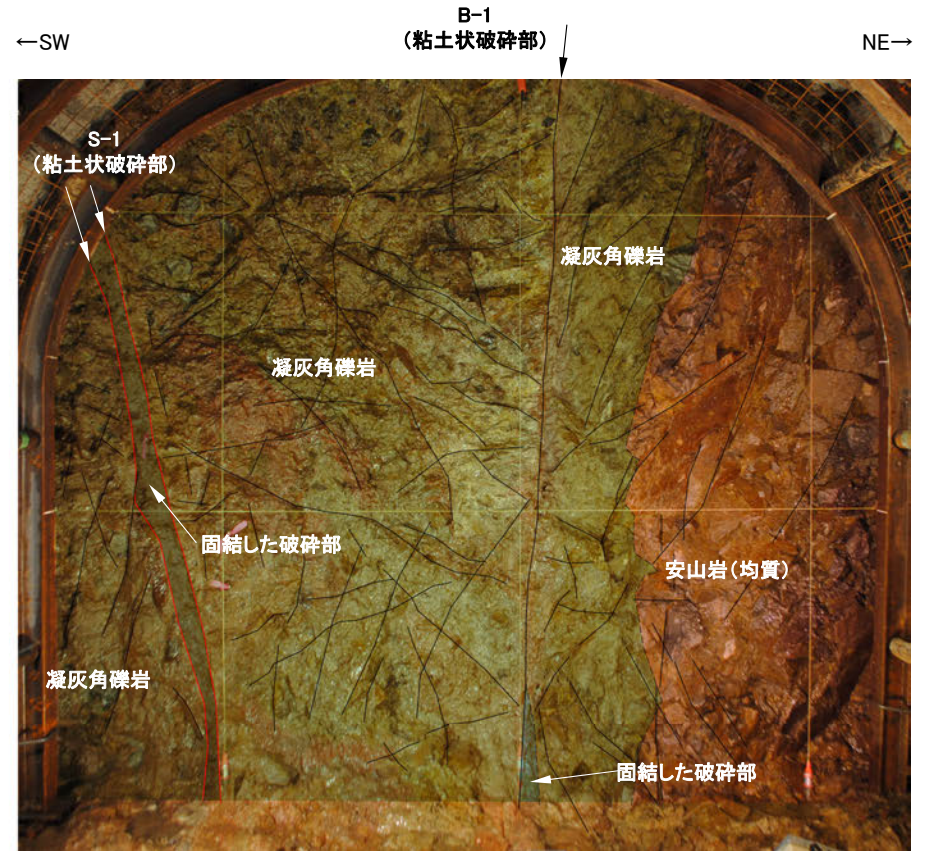 B-1
(粘土状破砕部)
←SW
NE→
S-1
(粘土状破砕部)
凝灰角礫岩
凝灰角礫岩
固結した破砕部
安山岩(均質)
凝灰角礫岩
固結した破砕部